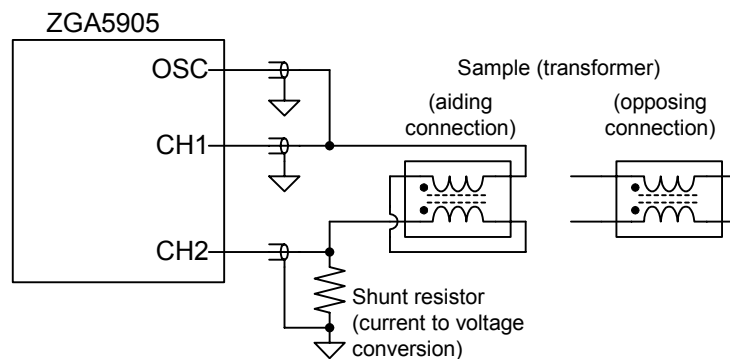 ZGA5905
OSC
CH1
CH2
Sample (transformer)
(aiding
connection)
(opposing
connection)
Shunt resistor
(current to voltage
conversion)